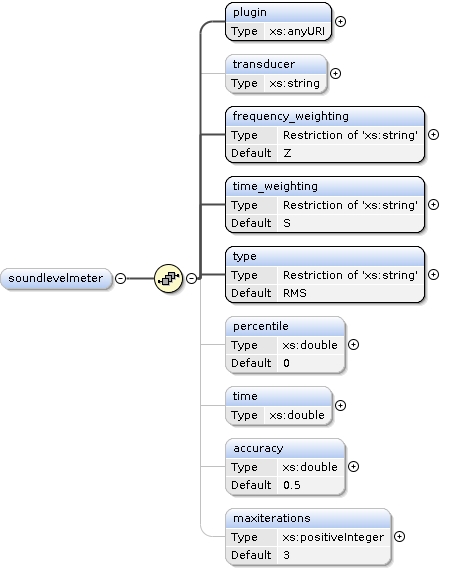 plugin
Type xs:anyURI
transducer
Type xs:string
frequency_weighting
Type Restriction of 'xs:string'
Default Z
time_weighting
Type Restriction of 'xs:string'
Default S
type
Type Restriction of 'xs:string'
Default RMS
soundlevelmeter
percentile
Type xs:double
Default 0
time
Type xs:double
accuracy
Type xs:double
Default 0.5
maxiterations
Type xs:positiveInteger
Default 3